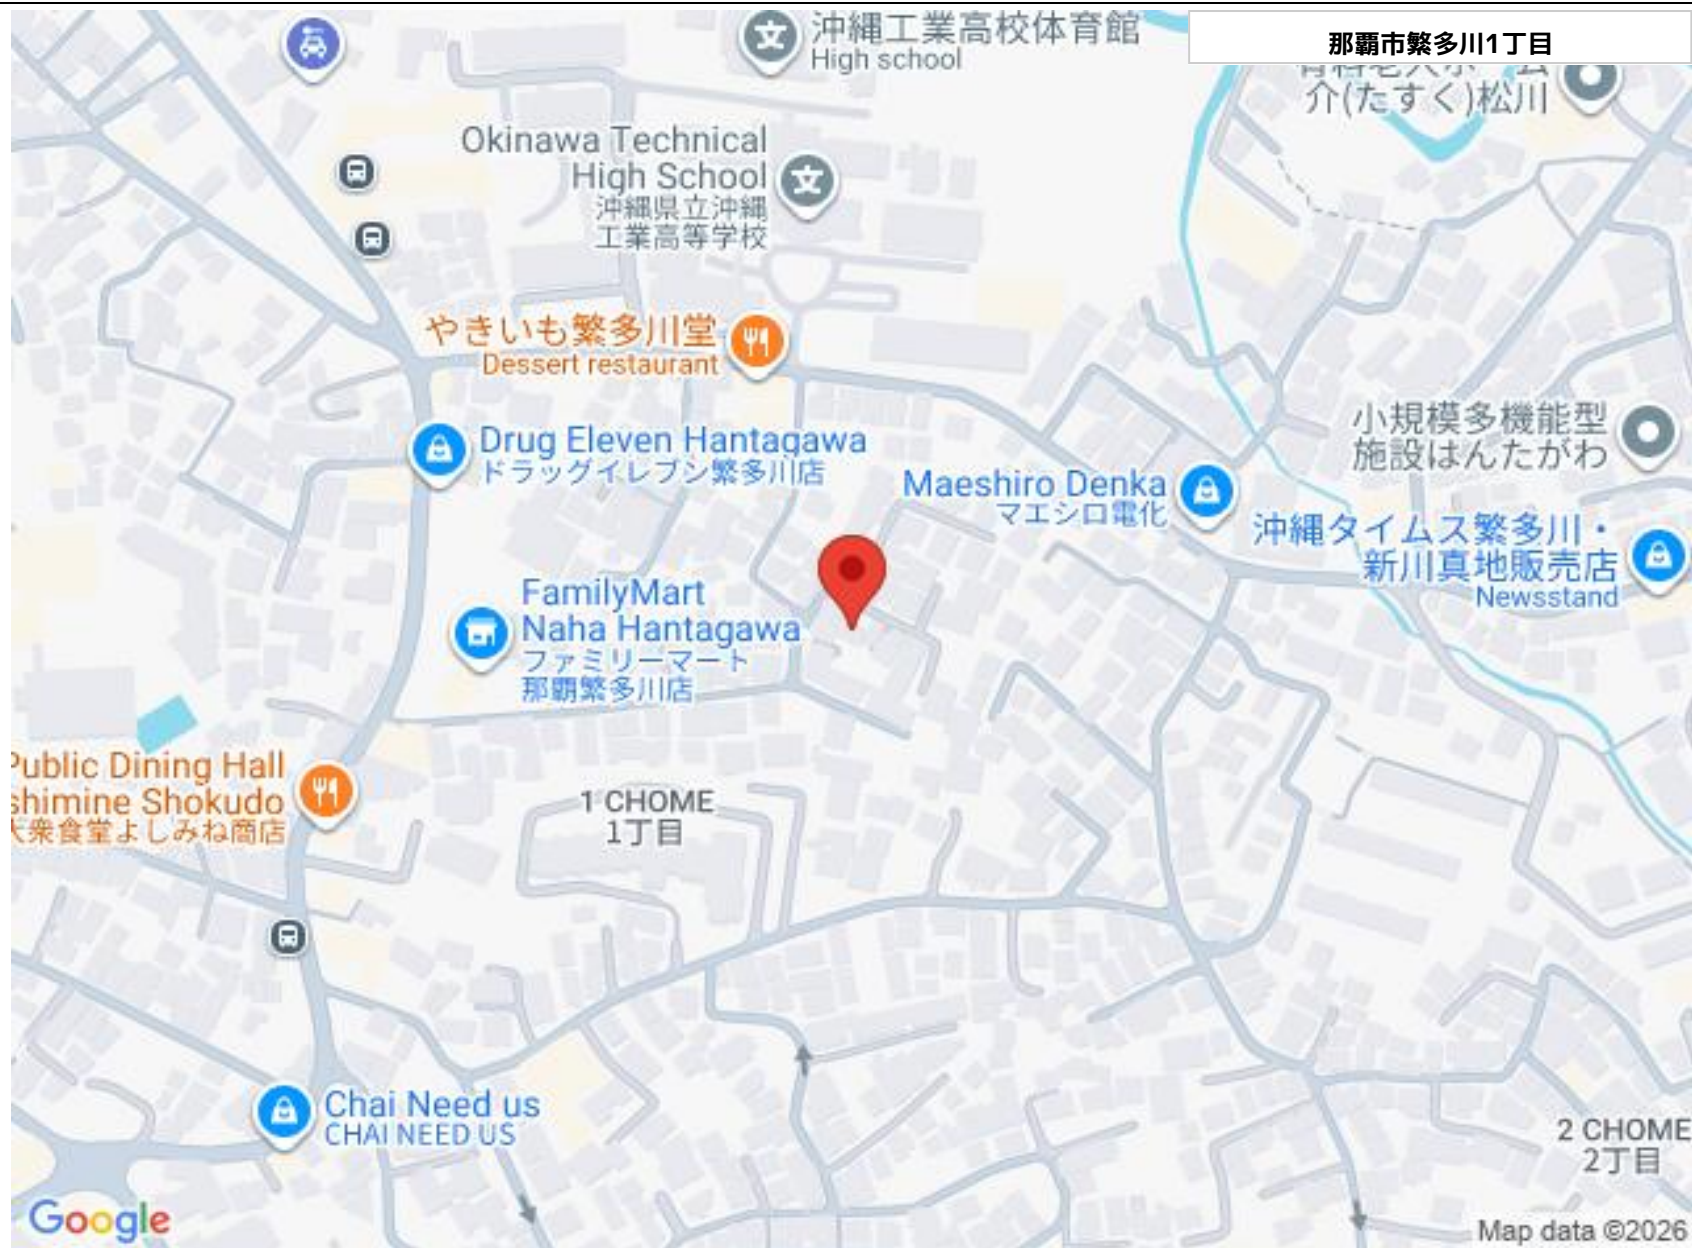 那覇市繁多川1丁目
沖縄工業高校体育館
High school
介(たすく)松川
Okinawa Technical
High School
沖縄県立沖縄
工業高等学校
やきいも繁多川堂
Dessert restaurant
Drug Eleven Hantagawa
ドラッグイレブン繁多川店
Maeshiro Denka
マエシロ電化
小規模多機能型
施設はんたがわ
沖縄タイムス繁多川・
新川真地販売店
Newsstand
FamilyMart
Naha Hantagawa
ファミリーマート
那覇繁多川店
Public Dining Hall
shimine Shokudo
大衆食堂よしみね商店
1 CHOME
1丁目
Chai Need us
CHAI NEED US
2 CHOME
2丁目
Google
Map data ©2026